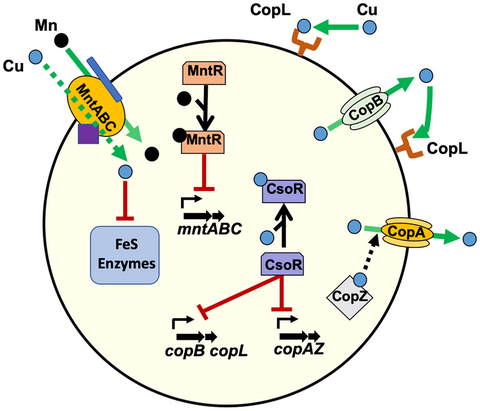 CopL
Cu
Mn
Cu
MntABC
MntR
MntR
mntABC
CopB
CopL
CsoR
CsoR
FeS
Enzymes
CopA
CopZ
copB copL
copAZ